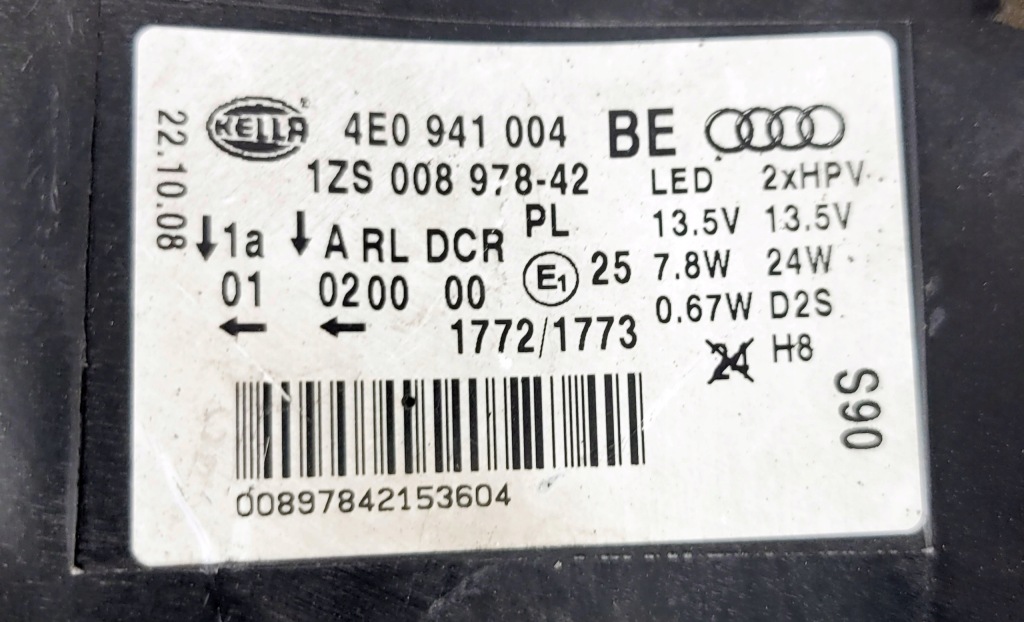 22.10.08
HELLA 4E0 941 004 BE
1ZS 008 978-42
LED 2xHPV
PL
13.5V 13.5V
↓1a ↓A RL DCR
E1 25
7.8W 24W
01 0200 00
0.67W D2S
← ← 1772/1773
24 H8
S90
00897842153604